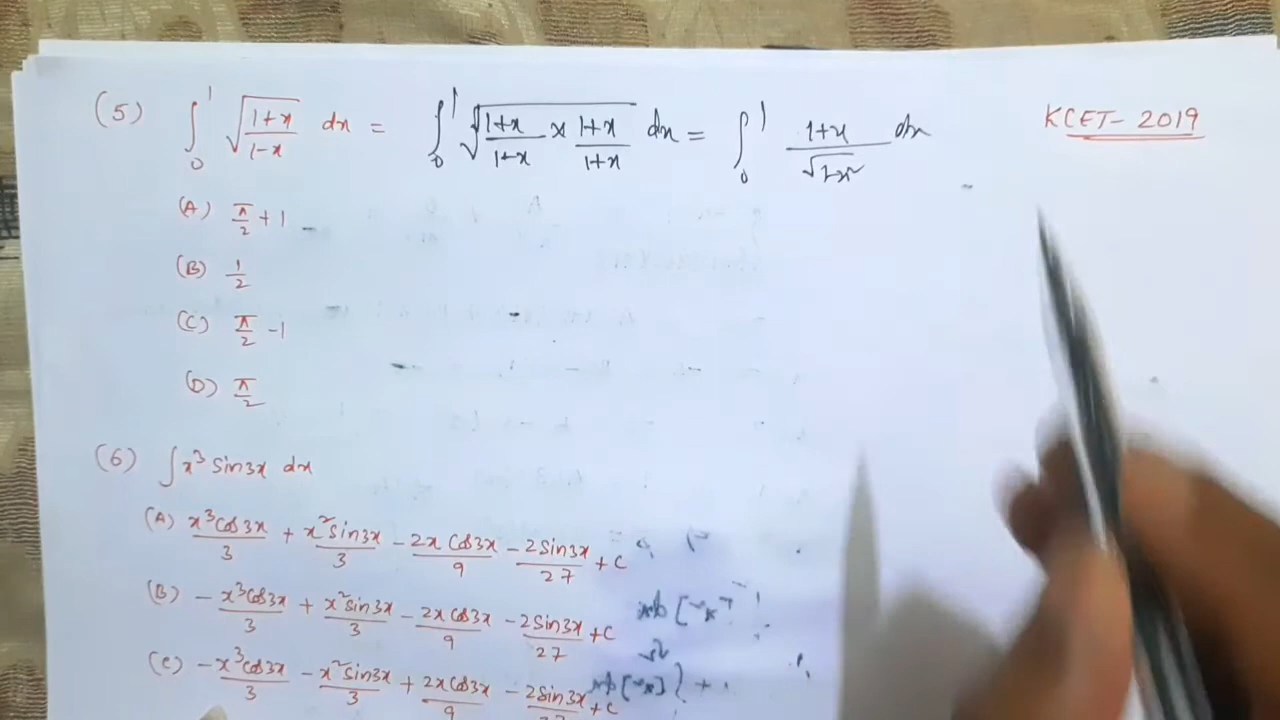 (5) ∫₀¹ √((1+x)/(1-x)) dx = ∫₀¹ √((1+x)/(1-x) × (1+x)/(1+x)) dx = ∫₀¹ (1+x)/√(1-x²) dx
KCET- 2019
(A) π/2 + 1
(B) 1/2
(C) π/2 -1
(D) π/2
(6) ∫x³ sin3x dx
(A) x³cos3x/3 + x²sin3x/3 - 2x cos3x/9 - 2sin3x/27 + c
(B) - x³cos3x/3 + x²sin3x/3 - 2x cos3x/9 - 2sin3x/27 + c
(C) - x³cos3x/3 - x²sin3x/3 + 2x cos3x/9 - 2sin3x/27 + c